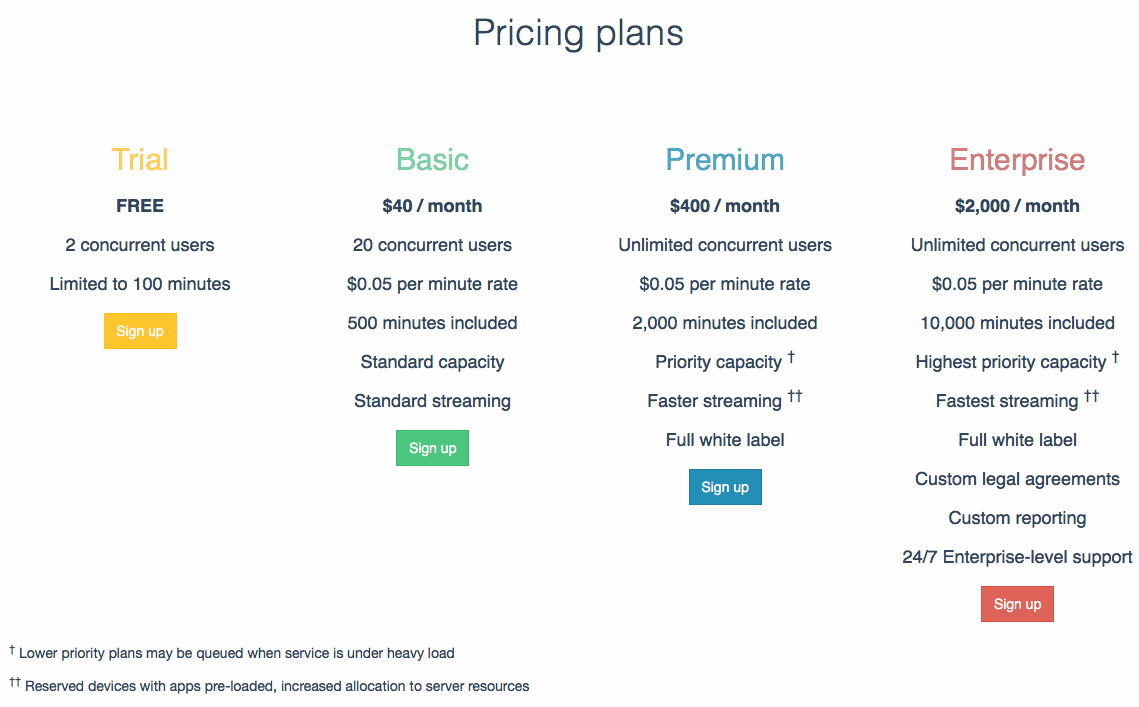 Pricing plans
Trial
FREE
2 concurrent users
Limited to 100 minutes
Sign up
Basic
$40 / month
20 concurrent users
$0.05 per minute rate
500 minutes included
Standard capacity
Standard streaming
Sign up
Premium
$400 / month
Unlimited concurrent users
$0.05 per minute rate
2,000 minutes included
Priority capacity †
Faster streaming ††
Full white label
Sign up
Enterprise
$2,000 / month
Unlimited concurrent users
$0.05 per minute rate
10,000 minutes included
Highest priority capacity †
Fastest streaming ††
Full white label
Custom legal agreements
Custom reporting
24/7 Enterprise-level support
Sign up
† Lower priority plans may be queued when service is under heavy load
†† Reserved devices with apps pre-loaded, increased allocation to server resources